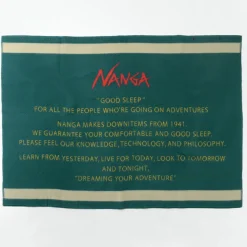 NANGA
"GOOD SLEEP"
FOR ALL THE PEOPLE WHO'RE GOING ON ADVENTURES
NANGA MAKES DOWNITEMS FROM 1941.
WE GUARANTEE YOUR COMFORTABLE AND GOOD SLEEP.
PLEASE FEEL OUR KNOWLEDGE, TECHNOLOGY, AND PHILOSOPHY.
LEARN FROM YESTERDAY, LIVE FOR TODAY, LOOK TO TOMORROW
AND TONIGHT,
"DREAMING YOUR ADVENTURE"